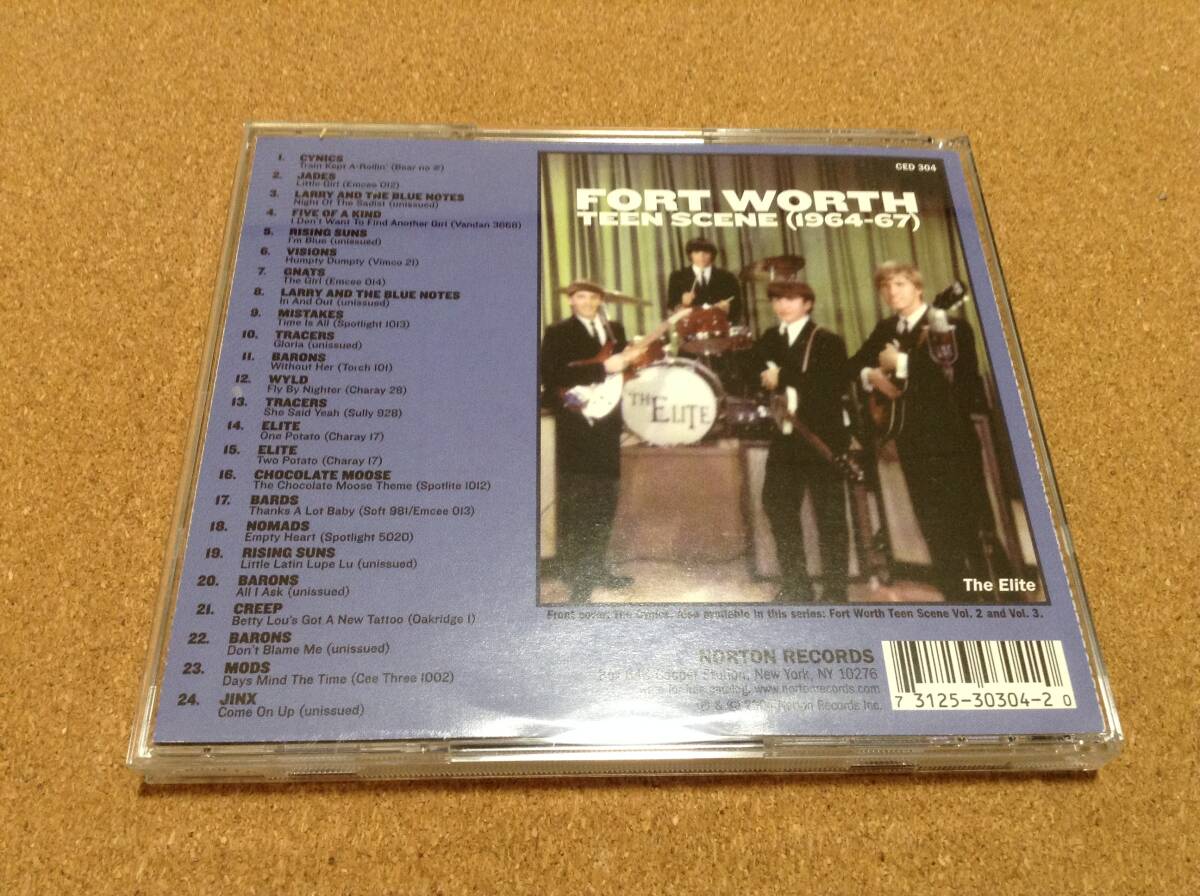 1. CYNICS
Train Kept A-Rollin' (Bear no #)
2. JADES
Little Girl (Emcee 012)
3. LARRY AND THE BLUE NOTES
Night Of The Sadist (unissued)
4. FIVE OF A KIND
I Don't Want To Find Another Girl (Vandan 3668)
5. RISING SUNS
I'm Blue (unissued)
6. VISIONS
Humpty Dumpty (Vimco 21)
7. GNATS
The Girl (Emcee 014)
8. LARRY AND THE BLUE NOTES
In And Out (unissued)
9. MISTAKES
Time Is All (Spotlight 1013)
10. TRACERS
Gloria (unissued)
11. BARONS
Without Her (Torch 101)
12. WYLD
Fly By Nighter (Charay 28)
13. TRACERS
She Said Yeah (Sully 928)
14. ELITE
One Potato (Charay 17)
15. ELITE
Two Potato (Charay 17)
16. CHOCOLATE MOOSE
The Chocolate Moose Theme (Spotlite 1012)
17. BARDS
Thanks A Lot Baby (Soft 981/Emcee 013)
18. NOMADS
Empty Heart (Spotlight 5020)
19. RISING SUNS
Little Latin Lupe Lu (unissued)
20. BARONS
All I Ask (unissued)
21. CREEP
Betty Lou's Got A New Tattoo (Oakridge 1)
22. BARONS
Don't Blame Me (unissued)
23. MODS
Days Mind The Time (Cee Three 1002)
24. JINX
Come On Up (unissued)
CED 304
FORT WORTH
TEEN SCENE (1964-67)
THE ELITE
The Elite
Front cover: The Cynics. Also available in this series: Fort Worth Teen Scene Vol. 2 and Vol. 3.
NORTON RECORDS
Cooper Station, New York, NY 10276
catalog, www.nortonrecords.com
℗ & © 2004 Norton Records Inc.
7 31253-0304-2 0